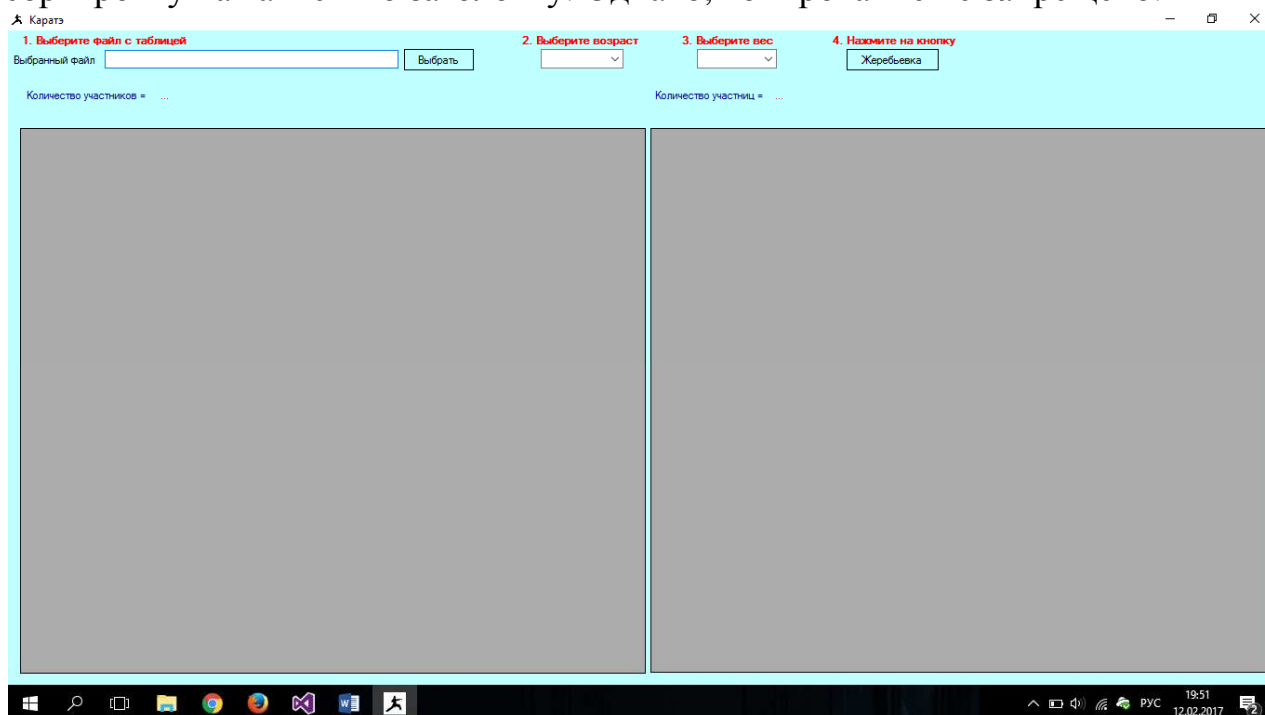 Каратэ
1. Выберите файл с таблицей
2. Выберите возраст
3. Выберите вес
4. Нажмите на кнопку
Выбранный файл
Выбрать
Жеребьевка
Количество участников = ...
Количество участниц = ...
РУС
19:51
12.02.2017
2